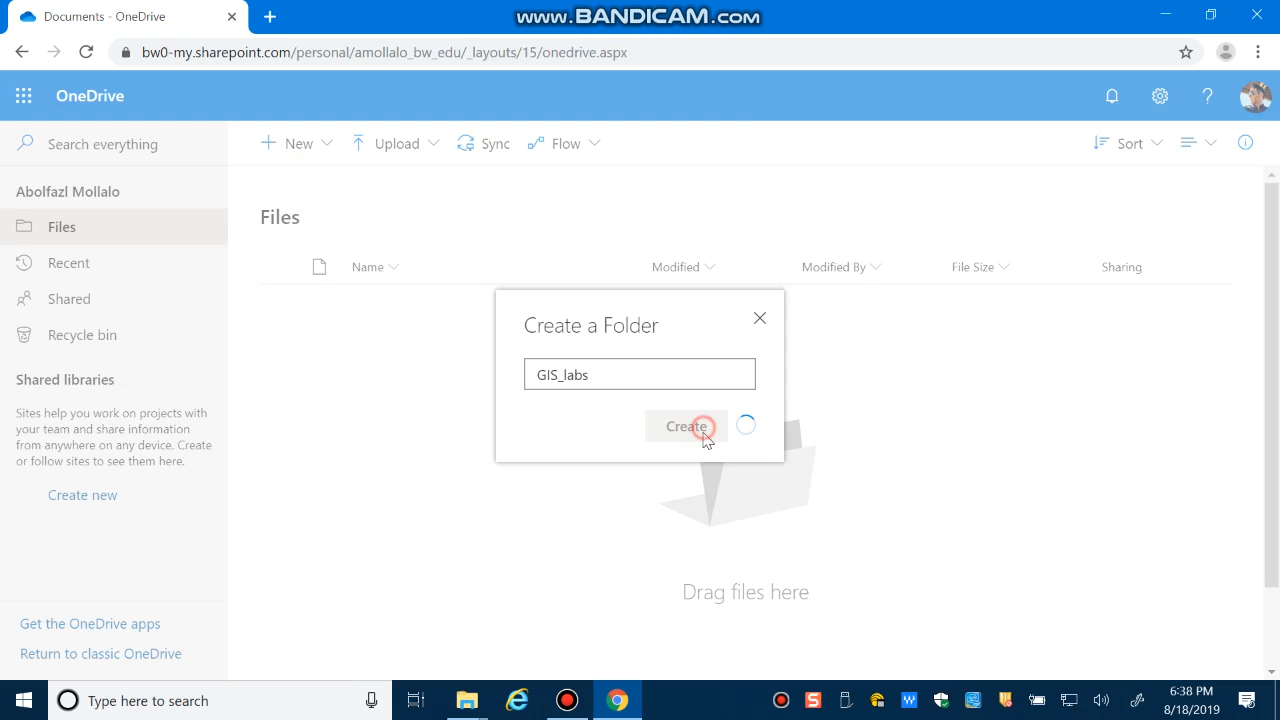 Documents - OneDrive
www.BANDICAM.com
bw0-my.sharepoint.com/personal/amollalo_bw_edu/_layouts/15/onedrive.aspx
OneDrive
Search everything
New
Upload
Sync
Flow
Sort
Abolfazl Mollalo
Files
Recent
Shared
Recycle bin
Shared libraries
Sites help you work on projects with
your team and share information
from anywhere on any device. Create
or follow sites to see them here.
Create new
Get the OneDrive apps
Return to classic OneDrive
Files
Name
Modified
Modified By
File Size
Sharing
Create a Folder
GIS_labs
Create
Drag files here
Type here to search
6:38 PM
8/18/2019